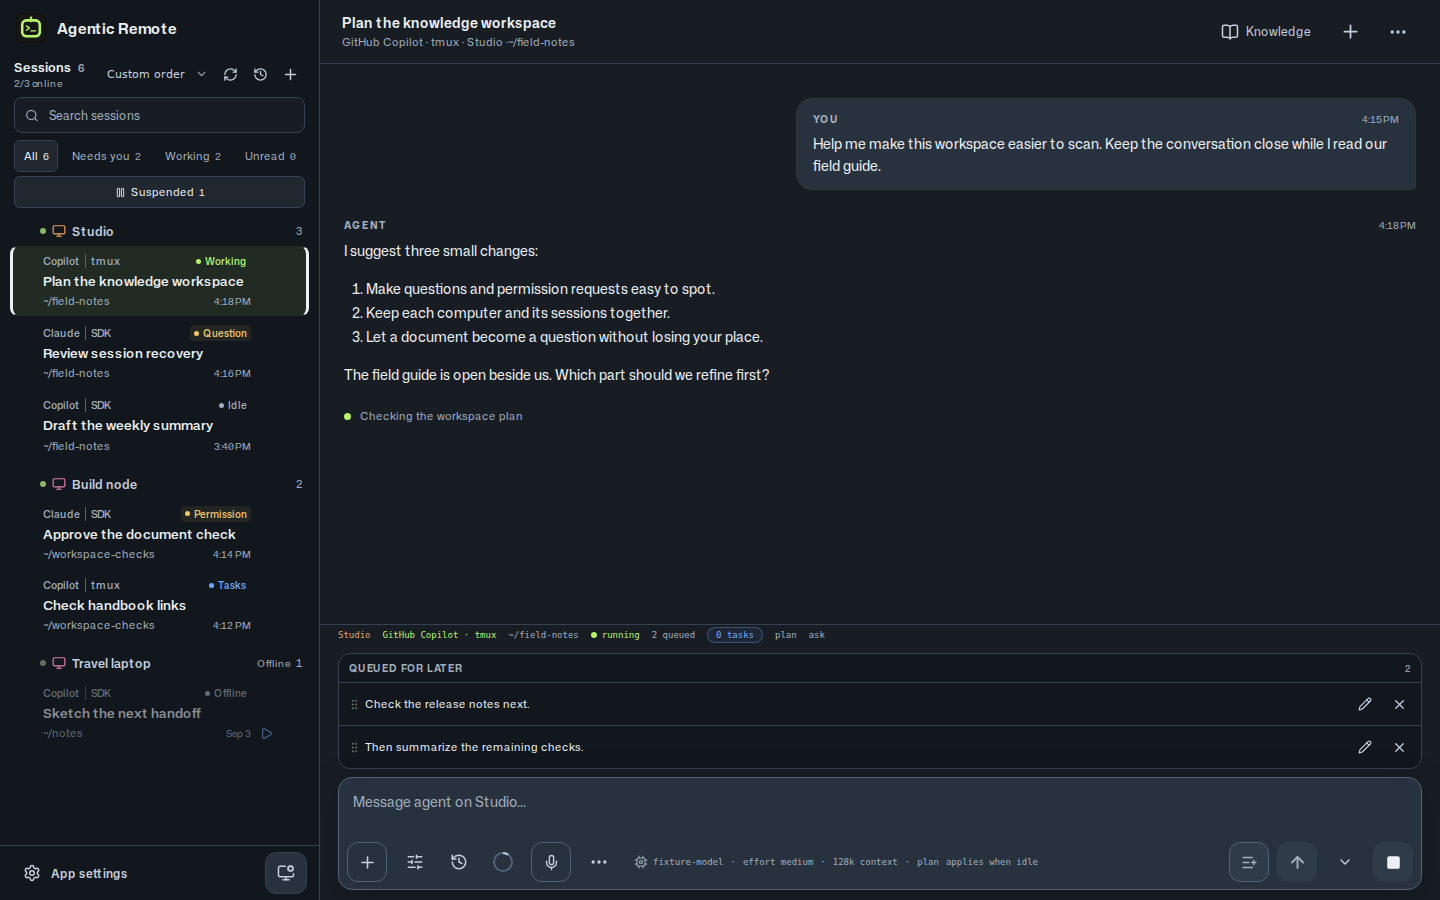 Agentic Remote
Sessions 6
2/3 online
Custom order
Search sessions
All 6
Needs you 2
Working 2
Unread 0
Suspended 1
Studio 3
Copilot | tmux
Working
Plan the knowledge workspace
~/field-notes
4:18 PM
Claude | SDK
Question
Review session recovery
~/field-notes
4:16 PM
Copilot | SDK
Idle
Draft the weekly summary
~/field-notes
3:40 PM
Build node 2
Claude | SDK
Permission
Approve the document check
~/workspace-checks
4:14 PM
Copilot | tmux
Tasks
Check handbook links
~/workspace-checks
4:12 PM
Travel laptop
Offline 1
Copilot | SDK
Offline
Sketch the next handoff
~/notes
Sep 3
App settings
Plan the knowledge workspace
GitHub Copilot · tmux · Studio · ~/field-notes
Knowledge
YOU
4:15 PM
Help me make this workspace easier to scan. Keep the conversation close while I read our
field guide.
AGENT
4:18 PM
I suggest three small changes:
1. Make questions and permission requests easy to spot.
2. Keep each computer and its sessions together.
3. Let a document become a question without losing your place.
The field guide is open beside us. Which part should we refine first?
Checking the workspace plan
Studio GitHub Copilot · tmux ~/field-notes running 2 queued 0 tasks plan ask
QUEUED FOR LATER 2
Check the release notes next.
Then summarize the remaining checks.
Message agent on Studio...
fixture-model · effort medium · 128k context · plan applies when idle